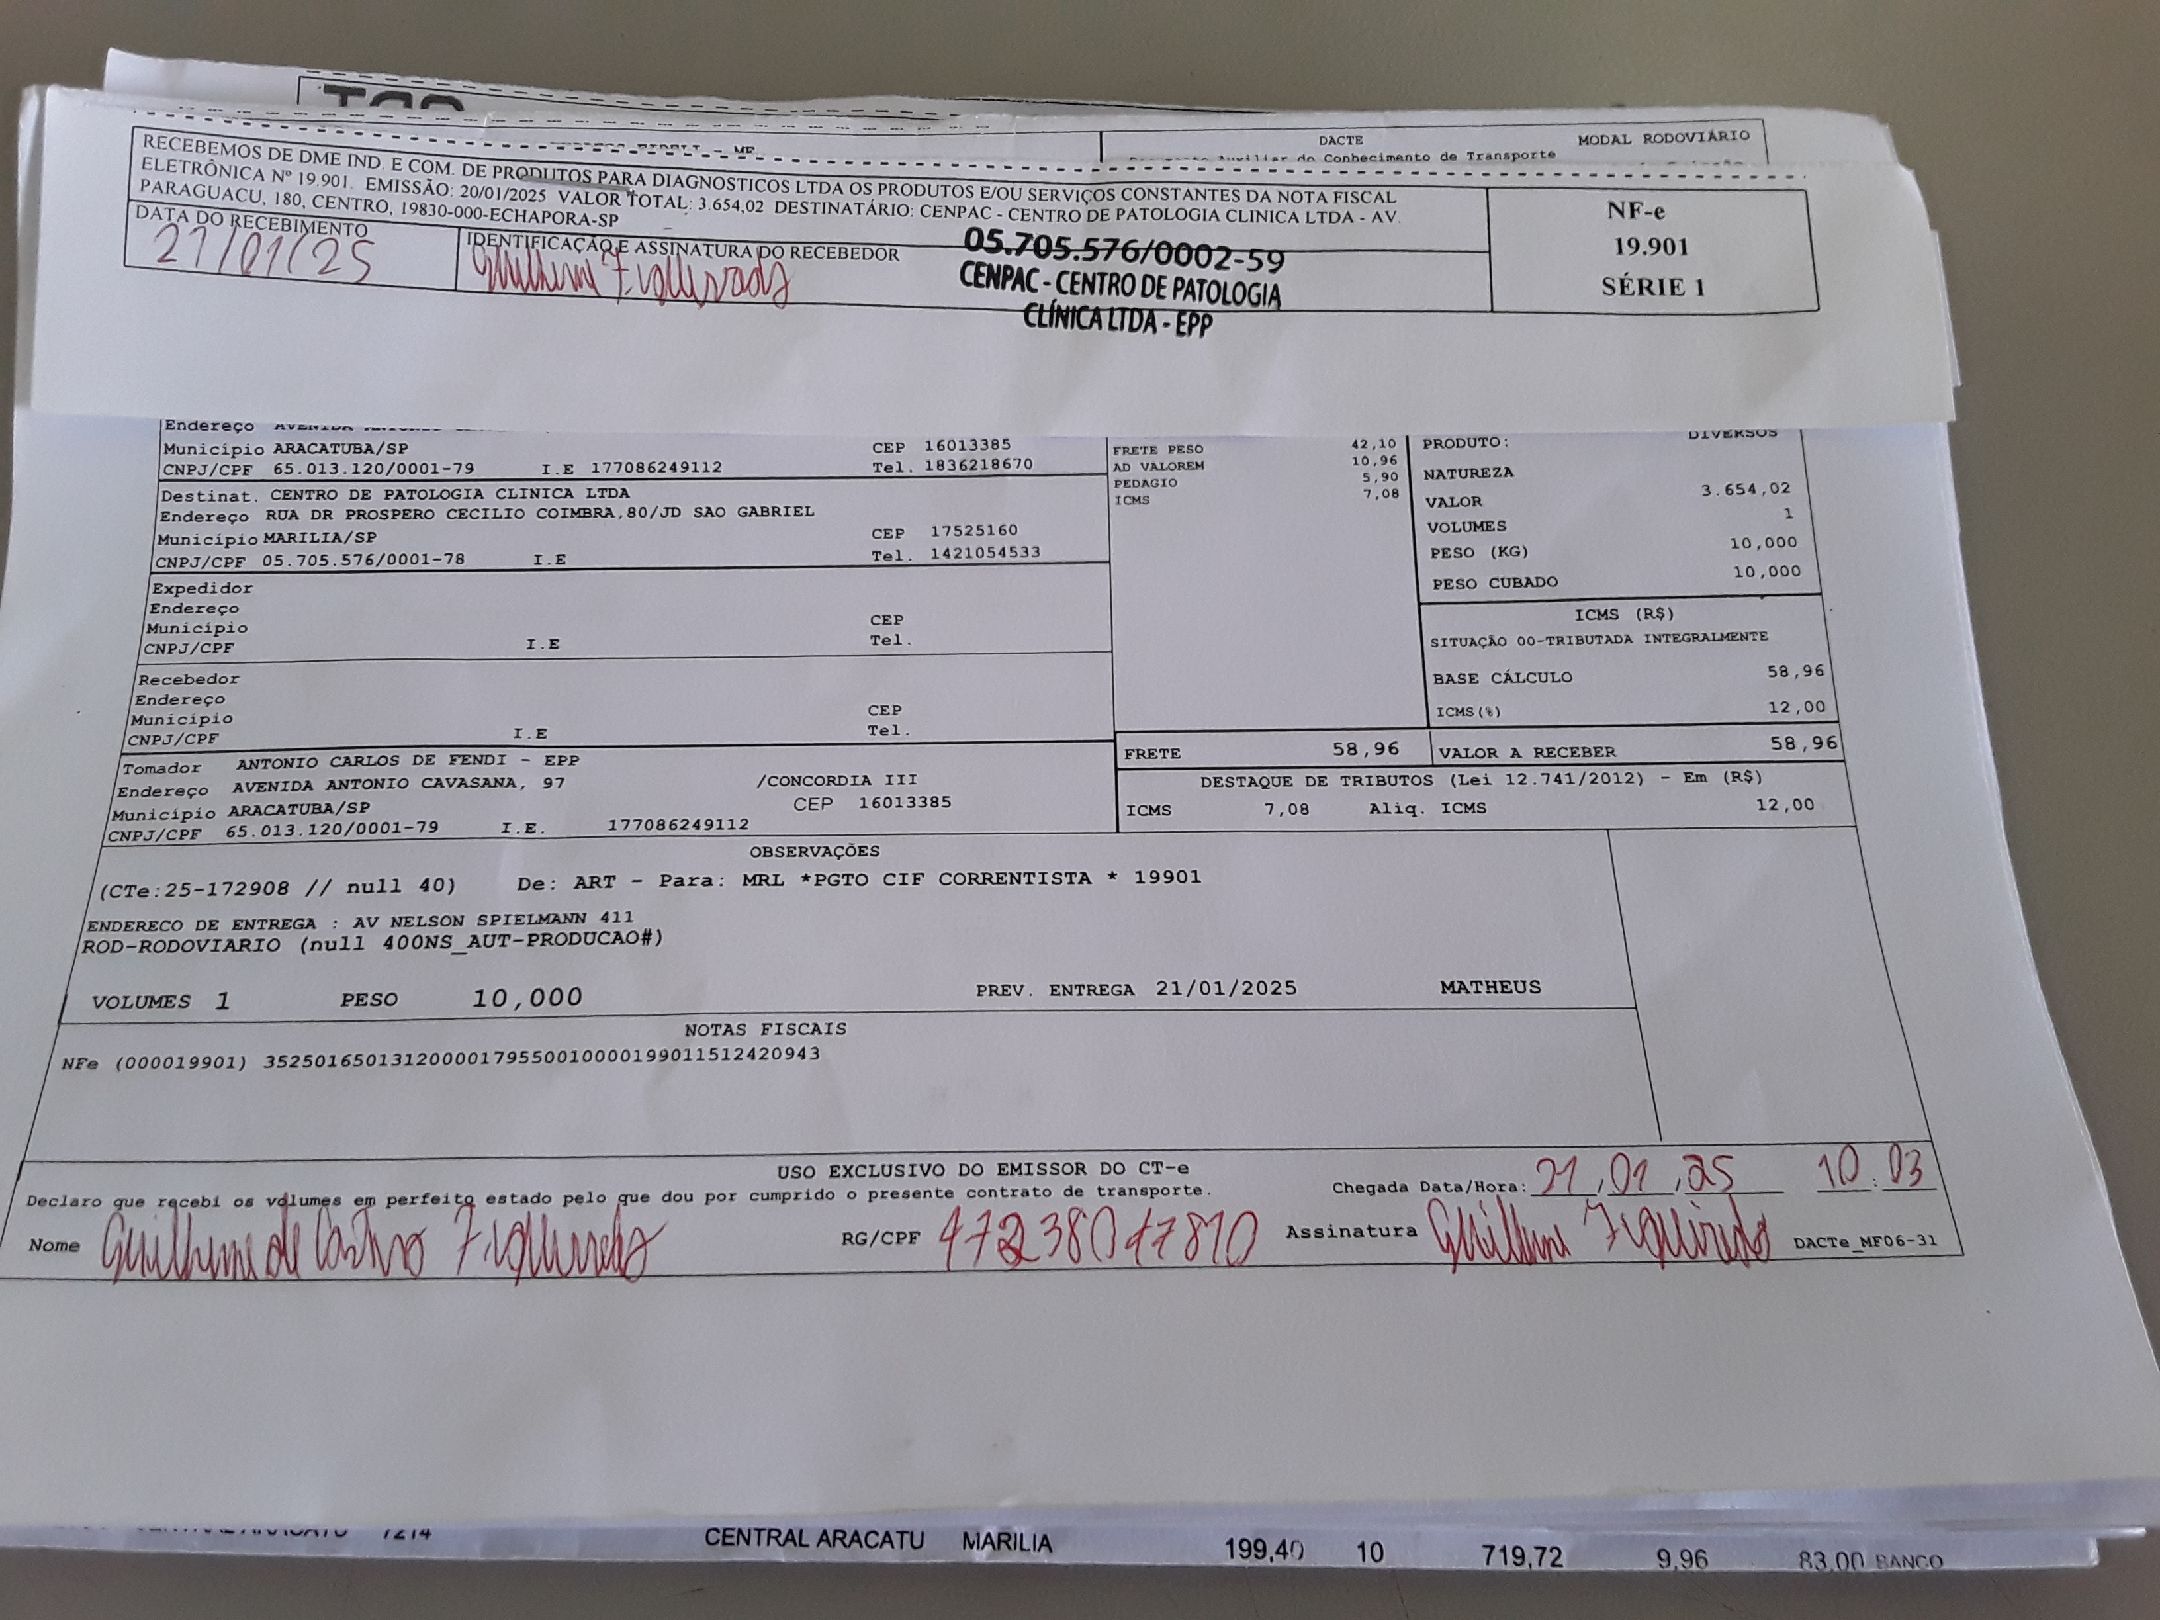 DACTE
MODAL RODOVIÁRIO
Conhecimento de Transporte
RECEBEMOS DE DME IND. E COM. DE PRODUTOS PARA DIAGNOSTICOS LTDA OS PRODUTOS E/OU SERVIÇOS CONSTANTES DA NOTA FISCAL
ELETRÔNICA Nº 19.901. EMISSÃO: 20/01/2025 VALOR TOTAL: 3.654,02 DESTINATÁRIO: CENPAC - CENTRO DE PATOLOGIA CLINICA LTDA - AV.
PARAGUACU, 180, CENTRO, 19830-000-ECHAPORA-SP
NF-e
19.901
SÉRIE 1
DATA DO RECEBIMENTO
21/01/25
IDENTIFICAÇÃO E ASSINATURA DO RECEBEDOR
Guilherme Figueiredo
05.705.576/0002-59
CENPAC - CENTRO DE PATOLOGIA
CLÍNICA LTDA - EPP
Endereço
Município ARACATUBA/SP CEP 16013385
CNPJ/CPF 65.013.120/0001-79 I.E 177086249112 Tel. 1836218670
Destinat. CENTRO DE PATOLOGIA CLINICA LTDA
Endereço RUA DR PROSPERO CECILIO COIMBRA,80/JD SAO GABRIEL
Município MARILIA/SP CEP 17525160
CNPJ/CPF 05.705.576/0001-78 I.E Tel. 1421054533
Expedidor
Endereço
Município CEP
CNPJ/CPF I.E Tel.
Recebedor
Endereço
Município CEP
CNPJ/CPF I.E Tel.
Tomador ANTONIO CARLOS DE FENDI - EPP
Endereço AVENIDA ANTONIO CAVASANA, 97 /CONCORDIA III
Município ARACATUBA/SP CEP 16013385
CNPJ/CPF 65.013.120/0001-79 I.E. 177086249112
FRETE PESO 42,10
AD VALOREM 10,96
PEDAGIO 5,90
ICMS 7,08
PRODUTO: DIVERSOS
NATUREZA
VALOR 3.654,02
VOLUMES 1
PESO (KG) 10,000
PESO CUBADO 10,000
ICMS (R$)
SITUAÇÃO 00-TRIBUTADA INTEGRALMENTE
BASE CÁLCULO 58,96
ICMS(%) 12,00
FRETE 58,96 VALOR A RECEBER 58,96
DESTAQUE DE TRIBUTOS (Lei 12.741/2012) - Em (R$)
ICMS 7,08 Aliq. ICMS 12,00
OBSERVAÇÕES
(CTe:25-172908 // null 40) De: ART - Para: MRL *PGTO CIF CORRENTISTA * 19901
ENDERECO DE ENTREGA : AV NELSON SPIELMANN 411
ROD-RODOVIARIO (null 400NS_AUT-PRODUCAO#)
VOLUMES 1 PESO 10,000 PREV. ENTREGA 21/01/2025 MATHEUS
NOTAS FISCAIS
NFe (000019901) 35250165013120000179550010000199011512420943
USO EXCLUSIVO DO EMISSOR DO CT-e
Declaro que recebi os volumes em perfeito estado pelo que dou por cumprido o presente contrato de transporte.
Chegada Data/Hora: 21,01,25 10:03
Nome Guilherme de Castro Figueiredo RG/CPF 47238017810 Assinatura Guilherme Figueiredo DACTe_MF06-31
7214 CENTRAL ARACATU MARILIA 199,40 10 719,72 9,96 83,00 BANCO